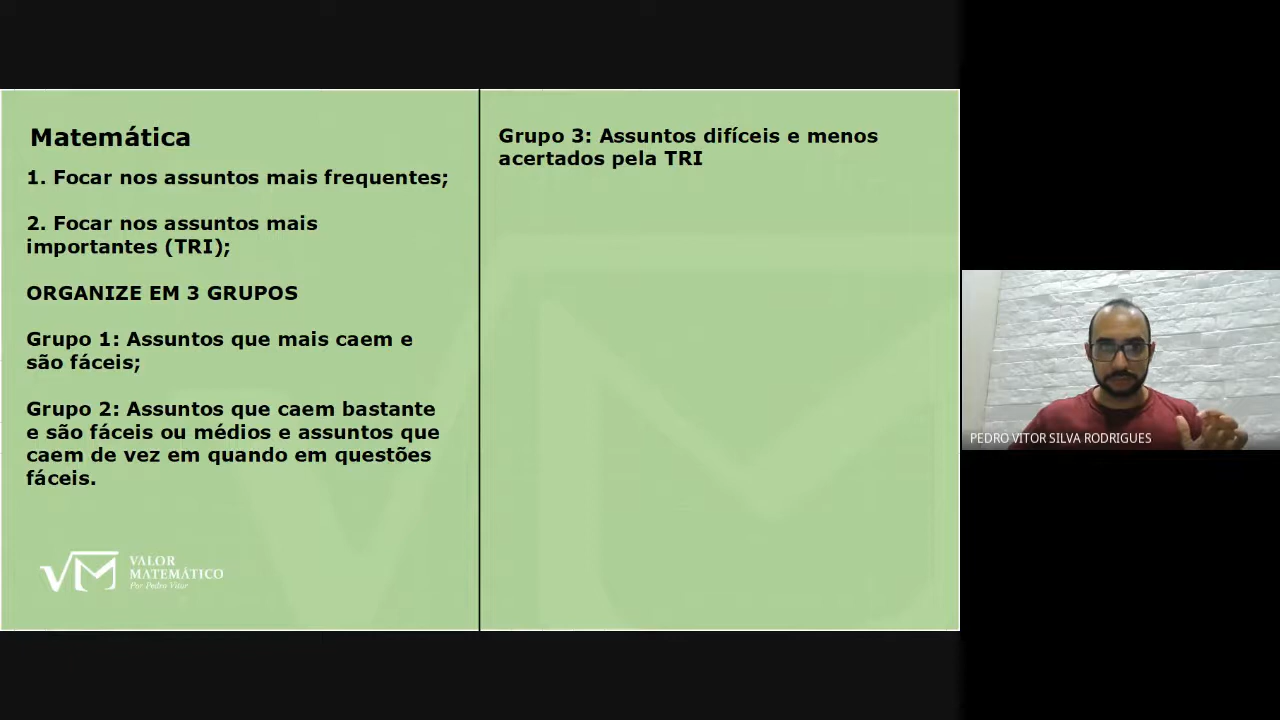 Matemática
1. Focar nos assuntos mais frequentes;
2. Focar nos assuntos mais
importantes (TRI);
ORGANIZE EM 3 GRUPOS
Grupo 1: Assuntos que mais caem e
são fáceis;
Grupo 2: Assuntos que caem bastante
e são fáceis ou médios e assuntos que
caem de vez em quando em questões
fáceis.
VALOR
MATEMÁTICO
Por Pedro Vitor
Grupo 3: Assuntos difíceis e menos
acertados pela TRI
PEDRO VITOR SILVA RODRIGUES